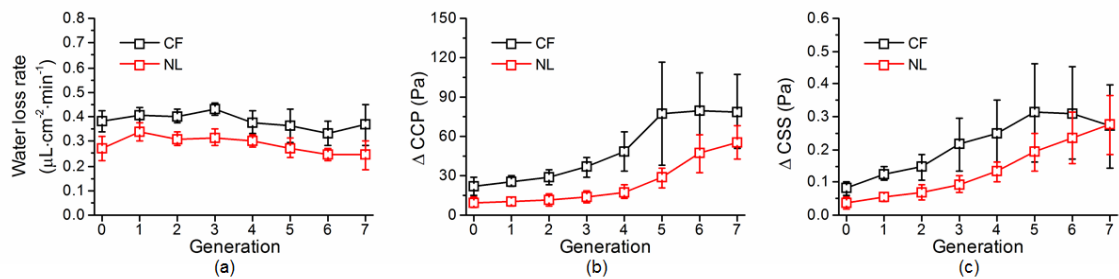 Water loss rate
(μL·cm⁻²·min⁻¹)
0.8
0.7
0.6
0.5
0.4
0.3
0.2
0.1
0.0
CF
NL
0 1 2 3 4 5 6 7
Generation
(a)
Δ CCP (Pa)
150
120
90
60
30
0
CF
NL
0 1 2 3 4 5 6 7
Generation
(b)
Δ CSS (Pa)
0.6
0.5
0.4
0.3
0.2
0.1
0.0
CF
NL
0 1 2 3 4 5 6 7
Generation
(c)